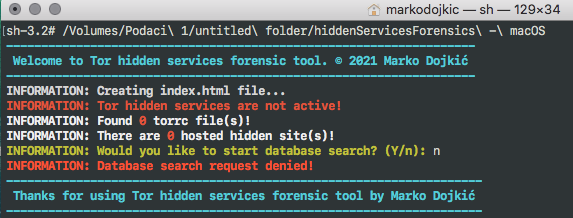 markodojkic — sh — 129×34
[sh-3.2# /Volumes/Podaci\ 1/untitled\ folder/hiddenServicesForensics\ -\ macOS
Welcome to Tor hidden services forensic tool. © 2021 Marko Dojkić
INFORMATION: Creating index.html file...
INFORMATION: Tor hidden services are not active!
INFORMATION: Found 0 torrc file(s)!
INFORMATION: There are 0 hosted hidden site(s)!
INFORMATION: Would you like to start database search? (Y/n): n
INFORMATION: Database search request denied!
Thanks for using Tor hidden services forensic tool by Marko Dojkić